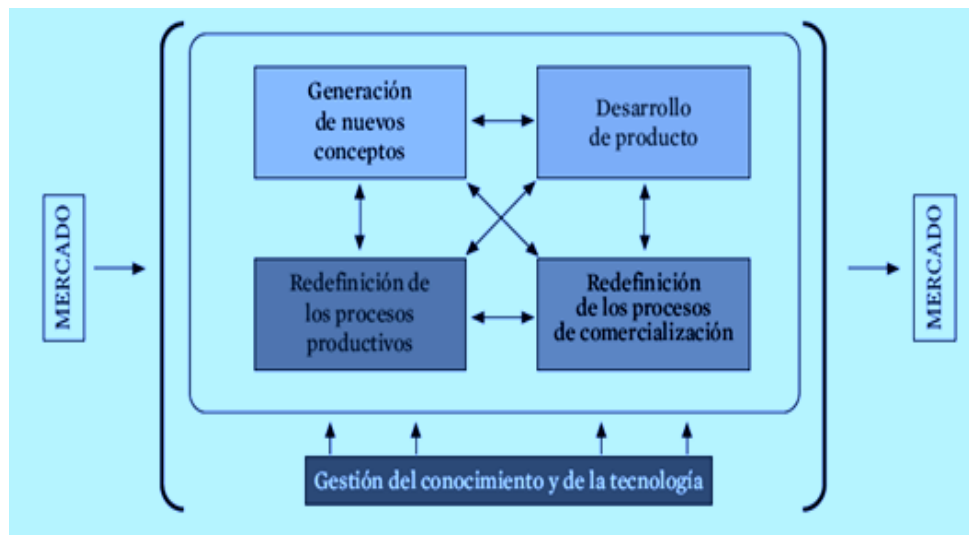 MERCADO
Generación
de nuevos
conceptos
Desarrollo
de producto
Redefinición de
los procesos
productivos
Redefinición
de los procesos
de comercialización
Gestión del conocimiento y de la tecnología
MERCADO